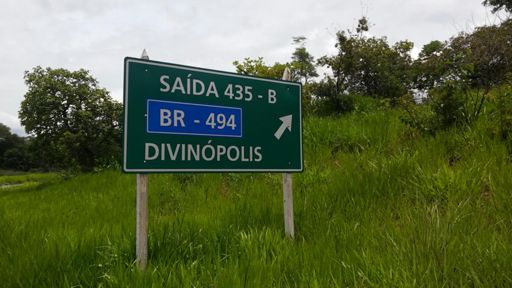 SAÍDA 435 - B
BR - 494
DIVINÓPOLIS